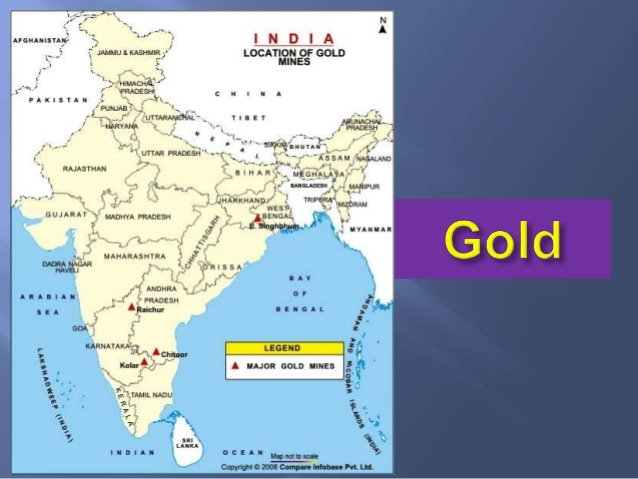 I N D I A
LOCATION OF GOLD
MINES
N
AFGHANISTAN
JAMMU & KASHMIR
HIMACHAL
PRADESH
C H I N A
PAKISTAN
PUNJAB
UTTARANCHAL
TIBET
HARYANA
NEPAL
ARUNACHAL
PRADESH
SIKKIM
BHUTAN
UTTAR PRADESH
ASSAM
NAGALAND
RAJASTHAN
BIHAR
MEGHALAYA
BANGLADESH
MANIPUR
JHARKHAND
TRIPURA
MIZORAM
WEST
BENGAL
GUJARAT
MADHYA PRADESH
E. Singhbhum
MYANMAR
CHHATTISGARH
DADRA NAGAR
HAVELI
MAHARASHTRA
ORISSA
BAY
OF
BENGAL
ARABIAN
SEA
ANDHRA
PRADESH
Raichur
GOA
KARNATAKA
Chitoor
Kolar
LEGEND
MAJOR GOLD MINES
LAKSHADWEEP (INDIA)
ANDAMAN AND NICOBAR ISLANDS (INDIA)
KERALA
TAMIL NADU
SRI
LANKA
INDIAN OCEAN
Map not to scale
Copyright © 2006 Compare Infobase Pvt. Ltd.
Gold